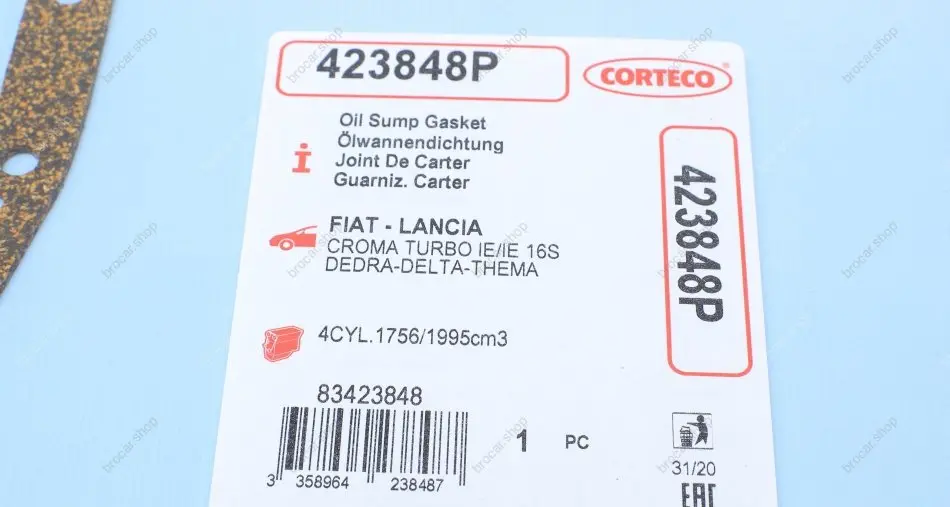 423848P
CORTECO®
Oil Sump Gasket
Ölwannendichtung
Joint De Carter
Guarniz. Carter
423848P
FIAT - LANCIA
CROMA TURBO IE/IE 16S
DEDRA-DELTA-THEMA
4CYL.1756/1995cm3
83423848
1 PC
3 358964 238487
31/20
EAC
brocar.shop